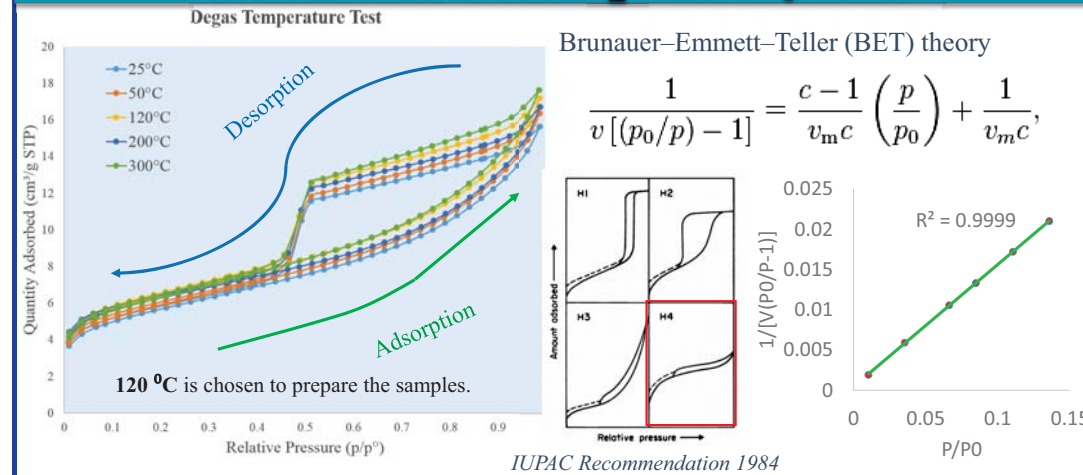 Degas Temperature Test
Quantity Adsorbed (cm³/g STP)
20
18
16
14
12
10
8
6
4
2
0
25°C
50°C
120°C
200°C
300°C
Desorption
Adsorption
120 ⁰C is chosen to prepare the samples.
0 0.1 0.2 0.3 0.4 0.5 0.6 0.7 0.8 0.9
Relative Pressure (p/p°)
Brunauer–Emmett–Teller (BET) theory
1 / v [(p₀/p) − 1] = (c − 1) / v_m c (p / p₀) + 1 / v_m c,
Amount adsorbed
H1 H2
H3 H4
Relative pressure
1/[V(P0/P-1)]
0.025
0.02
0.015
0.01
0.005
0
R² = 0.9999
0 0.05 0.1 0.15
P/P0
IUPAC Recommendation 1984